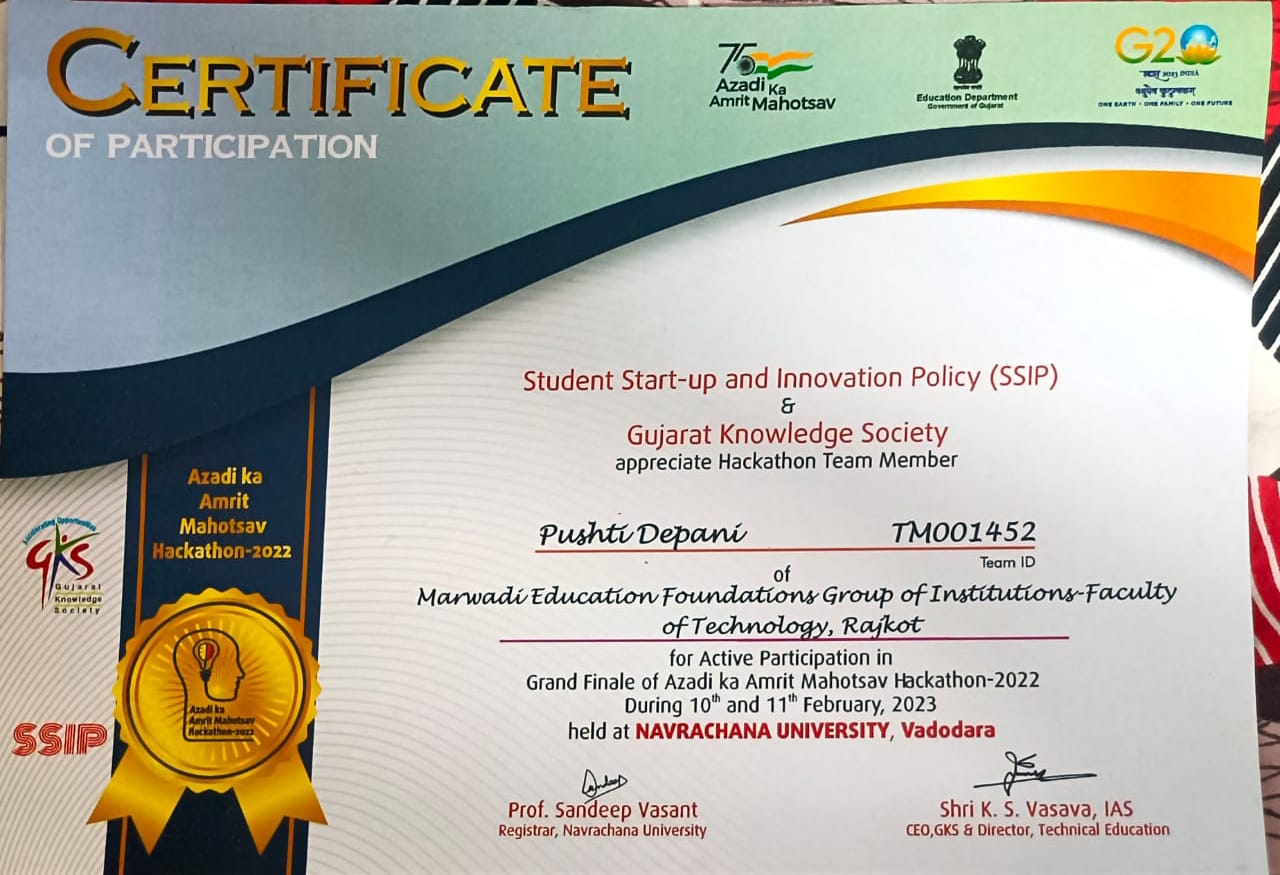 CERTIFICATE
OF PARTICIPATION
75
Azadi Ka
Amrit Mahotsav
Education Department
Government of Gujarat
G20
भारत 2023 INDIA
वसुधैव कुटुम्बकम्
ONE EARTH • ONE FAMILY • ONE FUTURE
Student Start-up and Innovation Policy (SSIP)
&
Gujarat Knowledge Society
appreciate Hackathon Team Member
Pushti Depani TM001452
Team ID
of
Marwadi Education Foundations Group of Institutions-Faculty
of Technology, Rajkot
for Active Participation in
Grand Finale of Azadi ka Amrit Mahotsav Hackathon-2022
During 10th and 11th February, 2023
held at NAVRACHANA UNIVERSITY, Vadodara
Prof. Sandeep Vasant
Registrar, Navrachana University
Shri K. S. Vasava, IAS
CEO,GKS & Director, Technical Education
Azadi ka
Amrit
Mahotsav
Hackathon-2022
Accelerating Opportunities
GKS
Gujarat
Knowledge
Society
Azadi ka
Amrit Mahotsav
Hackathon-2022
SSIP